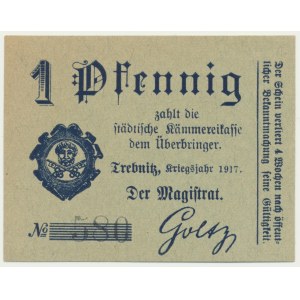 1 Pfennig
zahlt die
städtische Kämmereikasse
dem Überbringer.
Trebnitz, Kriegsjahr 1917.
Der Magistrat.
No 580
Goltz
Der Schein verliert 4 Wochen nach öffent-
licher Bekanntmachung seine Gültigkeit.